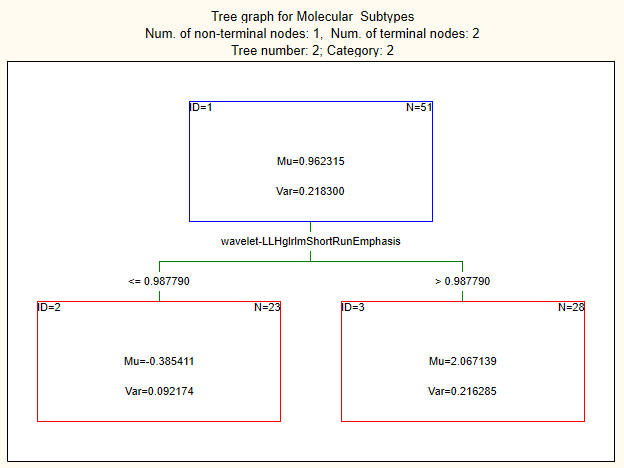 Tree graph for Molecular  Subtypes
Num. of non-terminal nodes: 1,  Num. of terminal nodes: 2
Tree number: 2; Category: 2
ID=1 N=51
Mu=0.962315
Var=0.218300
wavelet-LLHglrlmShortRunEmphasis
<= 0.987790 > 0.987790
ID=2 N=23 ID=3 N=28
Mu=-0.385411 Mu=2.067139
Var=0.092174 Var=0.216285